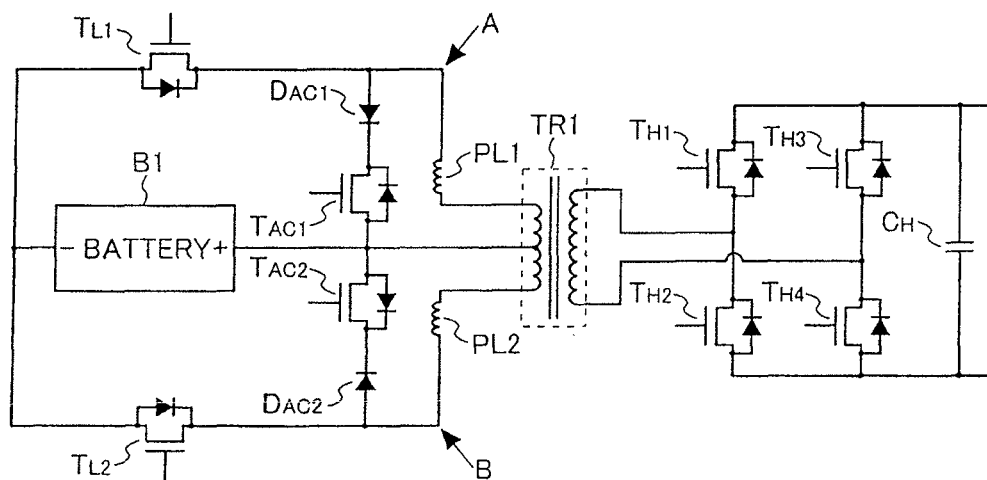 TL1
A
DAC1
TR1
TH1
TH3
B1
PL1
- BATTERY+
TAC1
CH
TAC2
TH2
TH4
PL2
DAC2
TL2
B